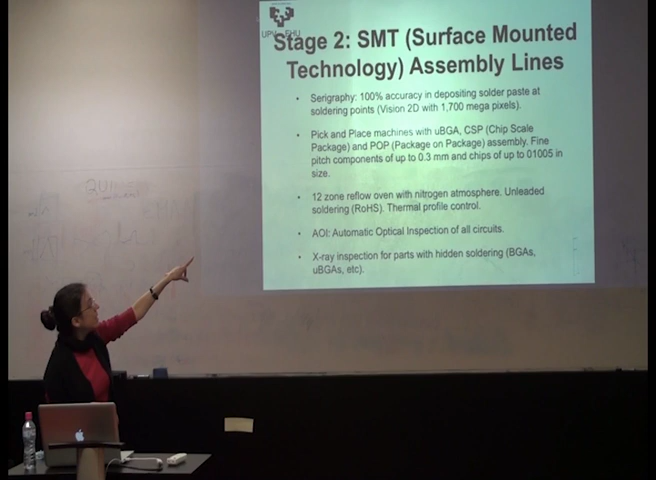 UPV EHU
Stage 2: SMT (Surface Mounted
Technology) Assembly Lines
• Serigraphy: 100% accuracy in depositing solder paste at
soldering points (Vision 2D with 1,700 mega pixels).
• Pick and Place machines with uBGA, CSP (Chip Scale
Package) and POP (Package on Package) assembly. Fine
pitch components of up to 0.3 mm and chips of up to 01005 in
size.
• 12 zone reflow oven with nitrogen atmosphere. Unleaded
soldering (RoHS). Thermal profile control.
• AOI: Automatic Optical Inspection of all circuits.
• X-ray inspection for parts with hidden soldering (BGAs,
uBGAs, etc).